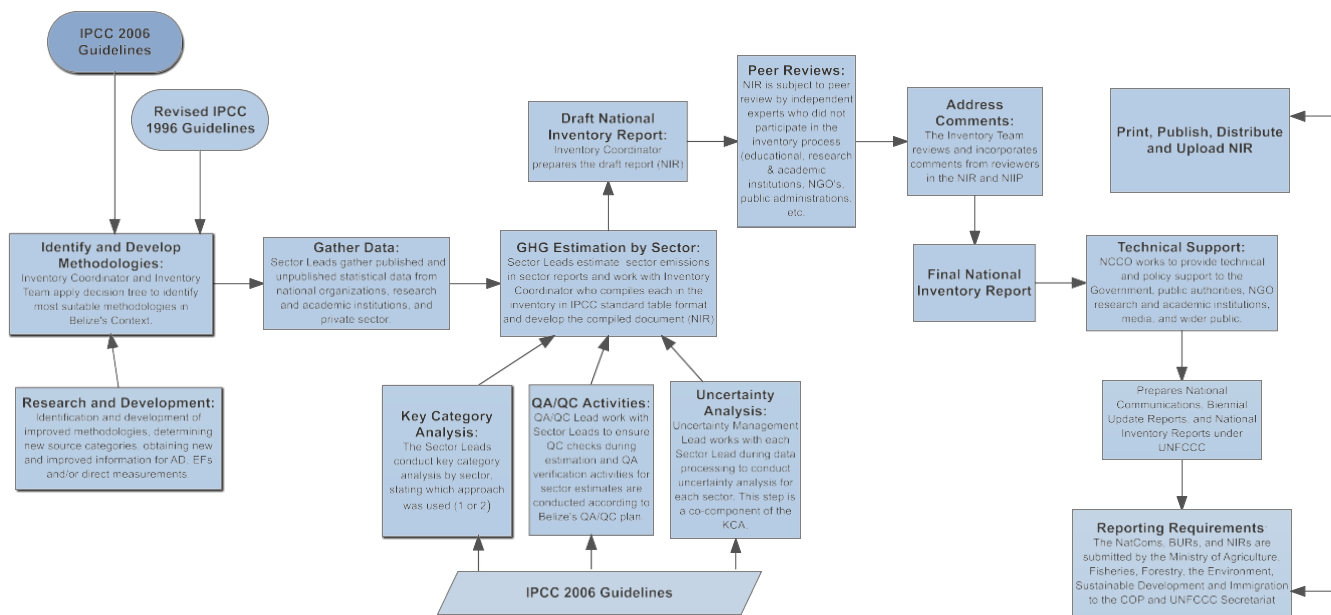 IPCC 2006
Guidelines
Revised IPCC
1996 Guidelines
Identify and Develop
Methodologies:
Inventory Coordinator and Inventory
Team apply decision tree to identify
most suitable methodologies in
Belize's Context.
Research and Development:
Identification and development of
improved methodologies, determining
new source categories, obtaining new
and improved information for AD, EFs
and/or direct measurements.
Gather Data:
Sector Leads gather published and
unpublished statistical data from
national organizations, research
and academic institutions, and
private sector.
Draft National
Inventory Report:
Inventory Coordinator
prepares the draft report (NIR)
GHG Estimation by Sector:
Sector Leads estimate sector emissions
in sector reports and work with Inventory
Coordinator who compiles each in the
inventory in IPCC standard table format
and develop the compiled document (NIR)
Key Category
Analysis:
The Sector Leads
conduct key category
analysis by sector,
stating which approach
was used (1 or 2)
QA/QC Activities:
QA/QC Lead work with
Sector Leads to ensure
QC checks during
estimation and QA
verification activities for
sector estimates are
conducted according to
Belize's QA/QC plan
Uncertainty
Analysis:
Uncertainty Management
Lead works with each
Sector Lead during data
processing to conduct
uncertainty analysis for
each sector. This step is
a co-component of the
KCA.
IPCC 2006 Guidelines
Peer Reviews:
NIR is subject to peer
review by independent
experts who did not
participate in the
inventory process
(educational, research
& academic
institutions, NGO's,
public administrations,
etc.
Address
Comments:
The Inventory Team
reviews and incorporates
comments from reviewers
in the NIR and NIIP
Final National
Inventory Report
Print, Publish, Distribute
and Upload NIR
Technical Support:
NCCO works to provide technical
and policy support to the
Government, public authorities, NGO
research and academic institutions,
media, and wider public.
Prepares National
Communications, Biennial
Update Reports, and National
Inventory Reports under
UNFCCC
Reporting Requirements:
The NatComs, BURs, and NIRs are
submitted by the Ministry of Agriculture,
Fisheries, Forestry, the Environment,
Sustainable Development and Immigration
to the COP and UNFCCC Secretariat